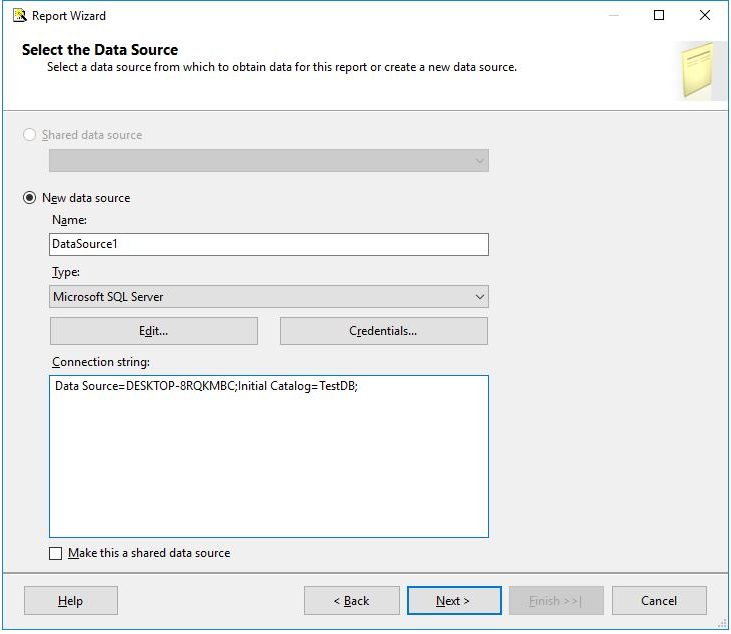 Report Wizard
Select the Data Source
Select a data source from which to obtain data for this report or create a new data source.
Shared data source
New data source
Name:
DataSource1
Type:
Microsoft SQL Server
Edit...
Credentials...
Connection string:
Data Source=DESKTOP-8RQKMBC;Initial Catalog=TestDB;
Make this a shared data source
Help
< Back
Next >
Finish >>|
Cancel